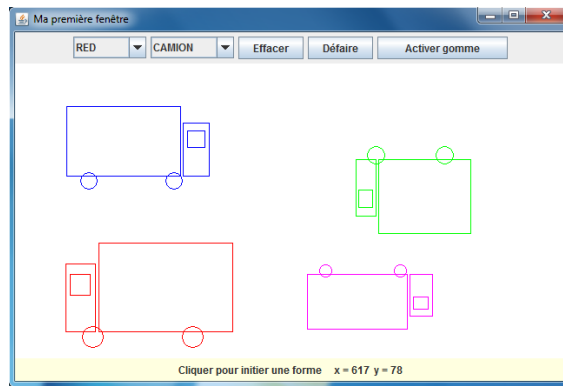 Ma première fenêtre
RED CAMION Effacer Défaire Activer gomme
Cliquer pour initier une forme x = 617 y = 78